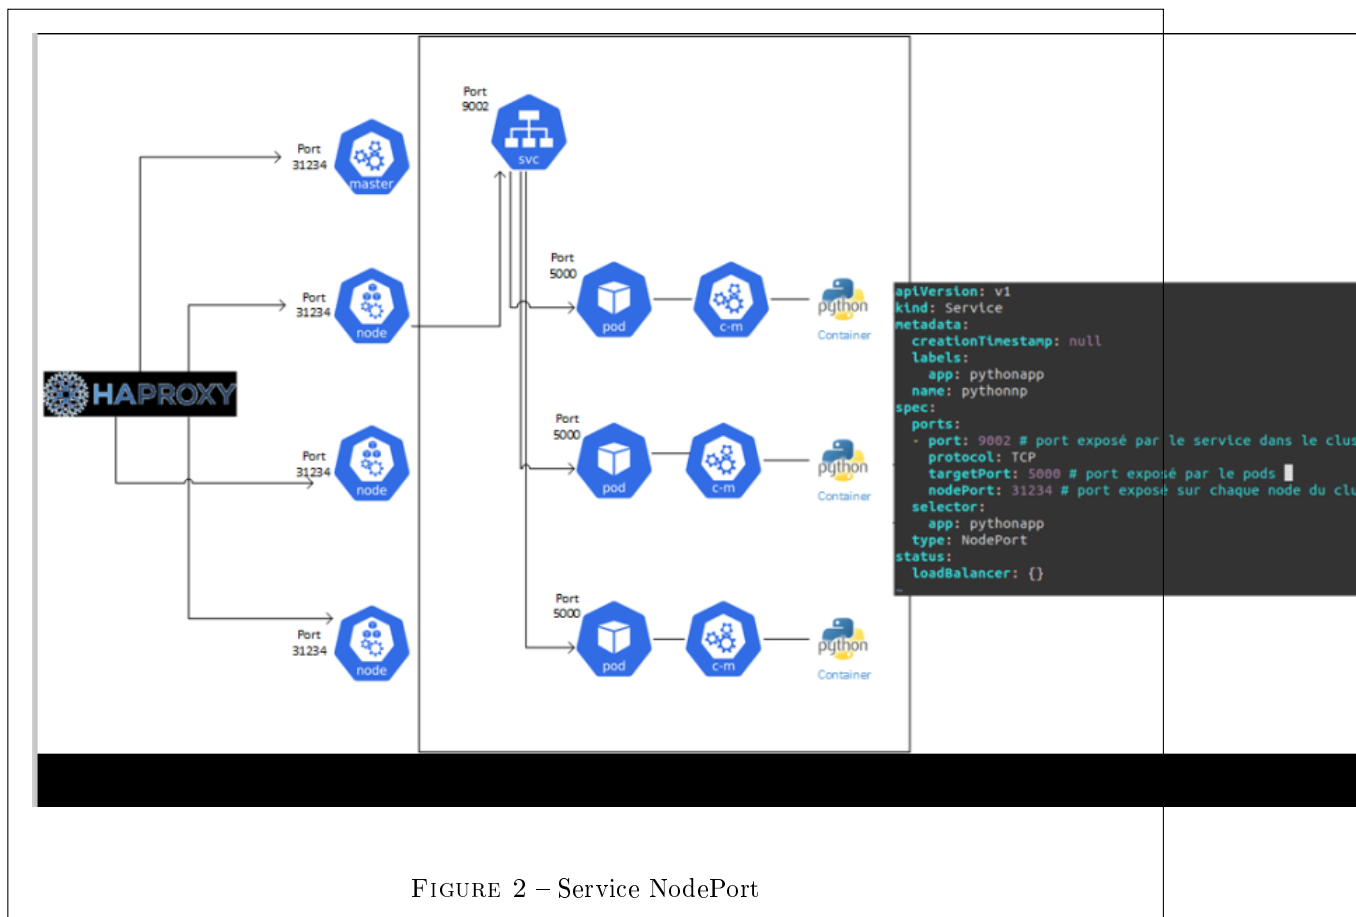 Port
9002
svc
Port
31234
master
Port
5000
pod
c-m
python
Container
Port
31234
node
HAPROXY
Port
5000
pod
c-m
python
Container
Port
31234
node
Port
5000
pod
c-m
python
Container
Port
31234
node
apiVersion: v1
kind: Service
metadata:
  creationTimestamp: null
  labels:
    app: pythonapp
  name: pythonnp
spec:
  ports:
  - port: 9002 # port exposé par le service dans le clus
    protocol: TCP
    targetPort: 5000 # port exposé par le pods
    nodePort: 31234 # port exposé sur chaque node du clu
  selector:
    app: pythonapp
  type: NodePort
status:
  loadBalancer: {}
~
FIGURE 2 – Service NodePort